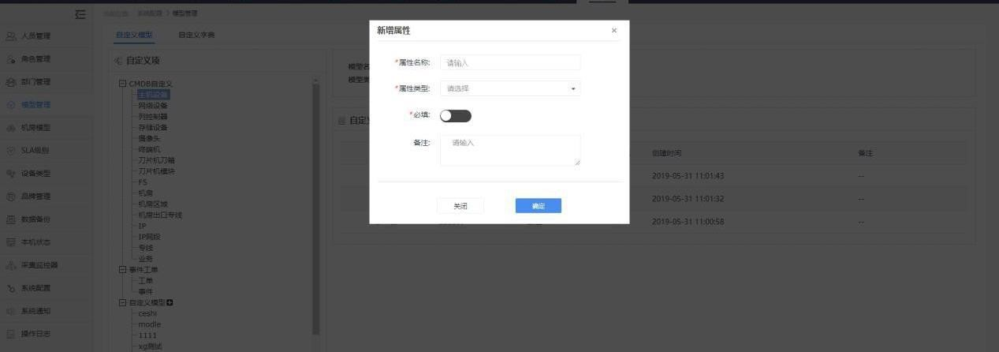 系统配置 > 模型管理
人员管理
角色管理
部门管理
模型管理
机房模型
SLA级别
设备类型
品牌管理
数据备份
本机状态
采集监控器
系统配置
系统通知
操作日志
自定义模型 自定义字典
自定义项
CMDB自定义
主机设备
网络设备
列控制器
存储设备
摄像头
终端机
刀片机刀箱
刀片机模块
F5
机房
机房区域
机房出口专线
IP
IP网段
专线
业务
事件工单
工单
事件
自定义模型
ceshi
modle
1111
xg测试
新增属性 ×
*属性名称: 请输入
*属性类型: 请选择
*必填:
备注: 请输入
关闭 确定
模型名
模型类
自定义
创建时间 备注
2019-05-31 11:01:43 --
2019-05-31 11:01:32 --
2019-05-31 11:00:58 --